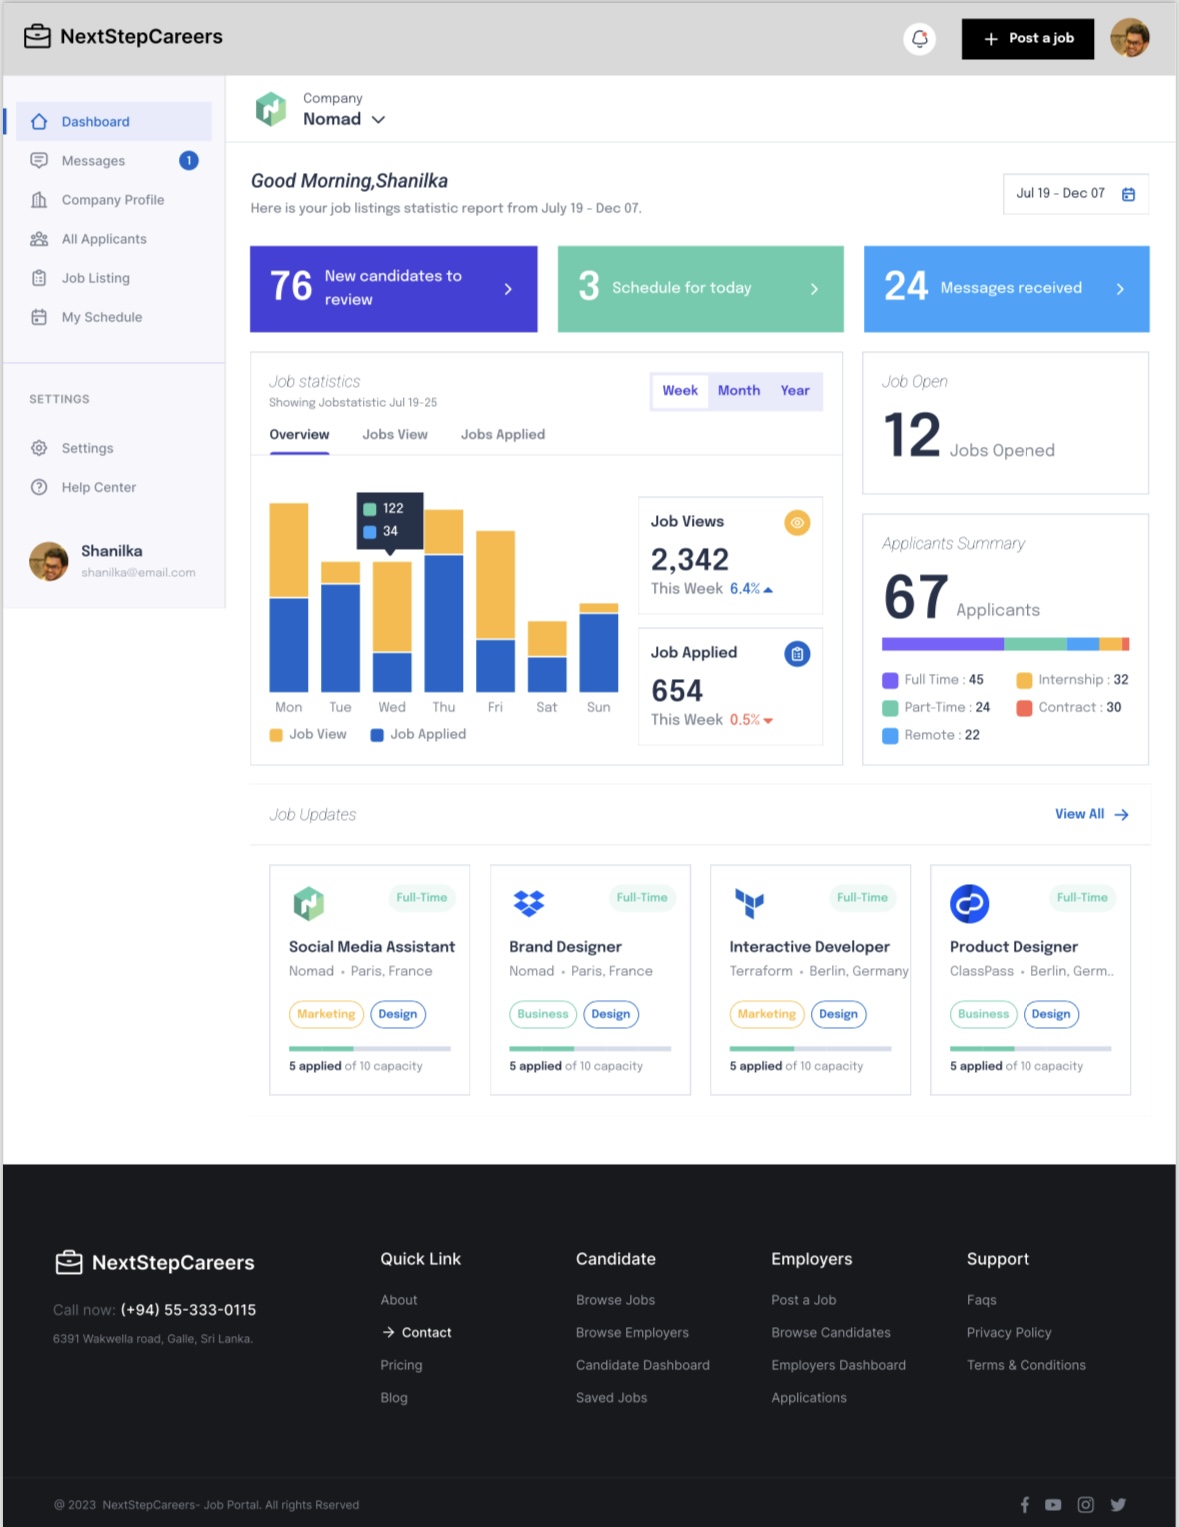 NextStepCareers
+ Post a job
Dashboard
Messages 1
Company Profile
All Applicants
Job Listing
My Schedule
SETTINGS
Settings
Help Center
Shanilka
shanilka@email.com
Company
Nomad
Good Morning,Shanilka
Here is your job listings statistic report from July 19 - Dec 07.
Jul 19 - Dec 07
76 New candidates to
review
3 Schedule for today
24 Messages received
Job statistics
Showing Jobstatistic Jul 19-25
Week Month Year
Overview Jobs View Jobs Applied
122
34
Mon Tue Wed Thu Fri Sat Sun
Job View Job Applied
Job Views
2,342
This Week 6.4%
Job Applied
654
This Week 0.5%
Job Open
12 Jobs Opened
Applicants Summary
67 Applicants
Full Time : 45 Internship : 32
Part-Time : 24 Contract : 30
Remote : 22
Job Updates
View All
Full-Time
Social Media Assistant
Nomad • Paris, France
Marketing Design
5 applied of 10 capacity
Full-Time
Brand Designer
Nomad • Paris, France
Business Design
5 applied of 10 capacity
Full-Time
Interactive Developer
Terraform • Berlin, Germany
Marketing Design
5 applied of 10 capacity
Full-Time
Product Designer
ClassPass • Berlin, Germ..
Business Design
5 applied of 10 capacity
NextStepCareers
Call now: (+94) 55-333-0115
6391 Wakwella road, Galle, Sri Lanka.
Quick Link
About
Contact
Pricing
Blog
Candidate
Browse Jobs
Browse Employers
Candidate Dashboard
Saved Jobs
Employers
Post a Job
Browse Candidates
Employers Dashboard
Applications
Support
Faqs
Privacy Policy
Terms & Conditions
@ 2023 NextStepCareers- Job Portal. All rights Rserved